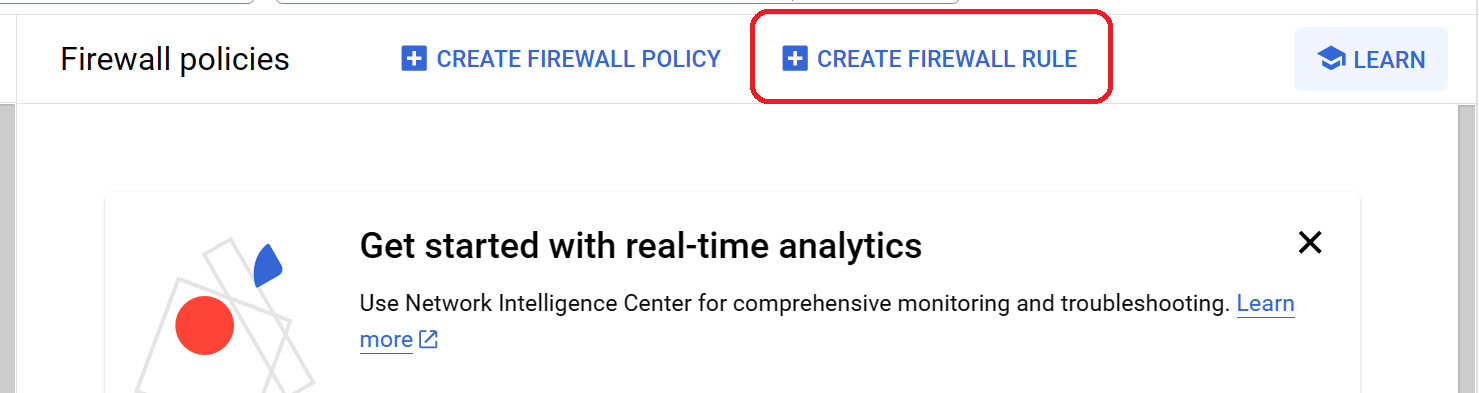 Firewall policies
CREATE FIREWALL POLICY
CREATE FIREWALL RULE
LEARN
Get started with real-time analytics
Use Network Intelligence Center for comprehensive monitoring and troubleshooting. Learn
more